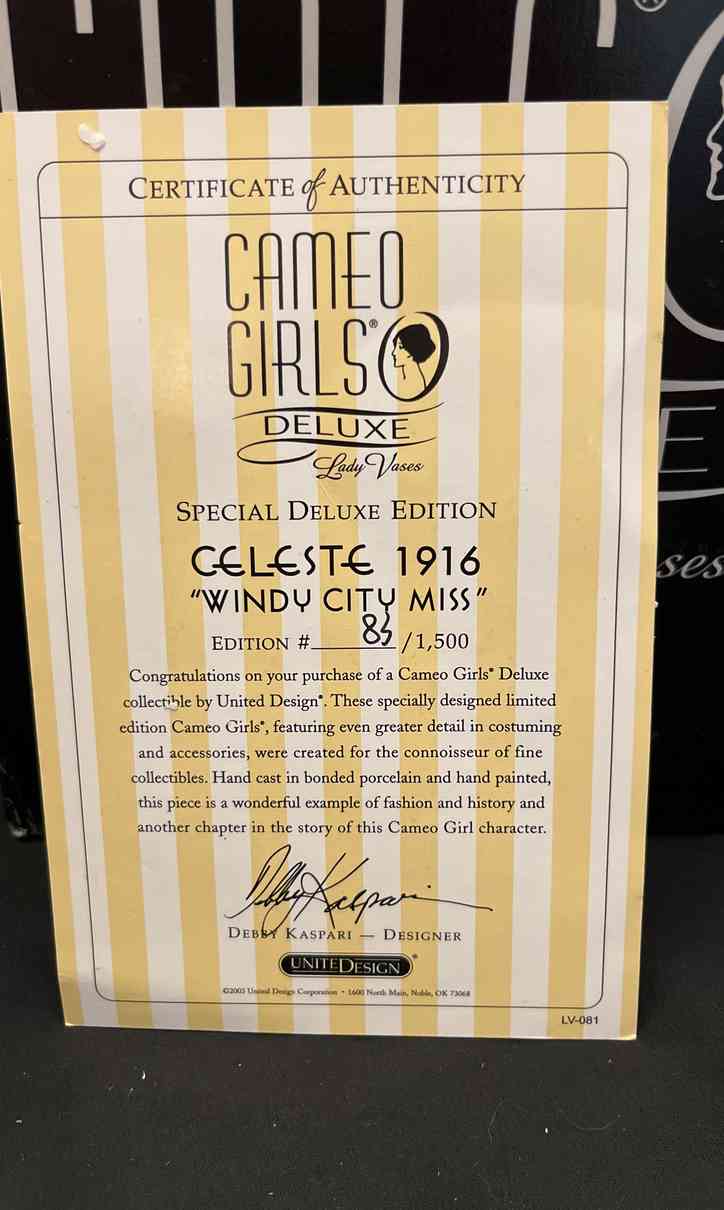 CERTIFICATE of AUTHENTICITY
CAMEO
GIRLS®
DELUXE
Lady Vases
SPECIAL DELUXE EDITION
CELESTE 1916
"WINDY CITY MISS"
EDITION # 85 /1,500
Congratulations on your purchase of a Cameo Girls® Deluxe
collectible by United Design®. These specially designed limited
edition Cameo Girls®, featuring even greater detail in costuming
and accessories, were created for the connoisseur of fine
collectibles. Hand cast in bonded porcelain and hand painted,
this piece is a wonderful example of fashion and history and
another chapter in the story of this Cameo Girl character.
Debby Kaspari
DEBBY KASPARI — DESIGNER
UNITEDESIGN®
©2005 United Design Corporation • 1600 North Main, Noble, OK 73068
LV-081
E
ses